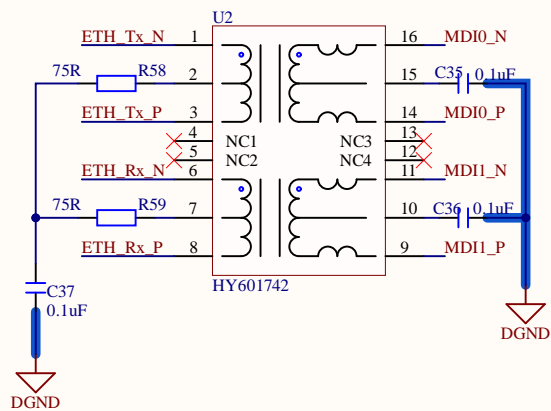 U2
ETH_Tx_N 1 16 MDI0_N
75R R58 2 15 C35 0.1uF
ETH_Tx_P 3 14 MDI0_P
4 NC1 NC3 13
5 NC2 NC4 12
ETH_Rx_N 6 11 MDI1_N
75R R59 7 10 C36 0.1uF
ETH_Rx_P 8 9 MDI1_P
HY601742
C37
0.1uF
DGND
DGND